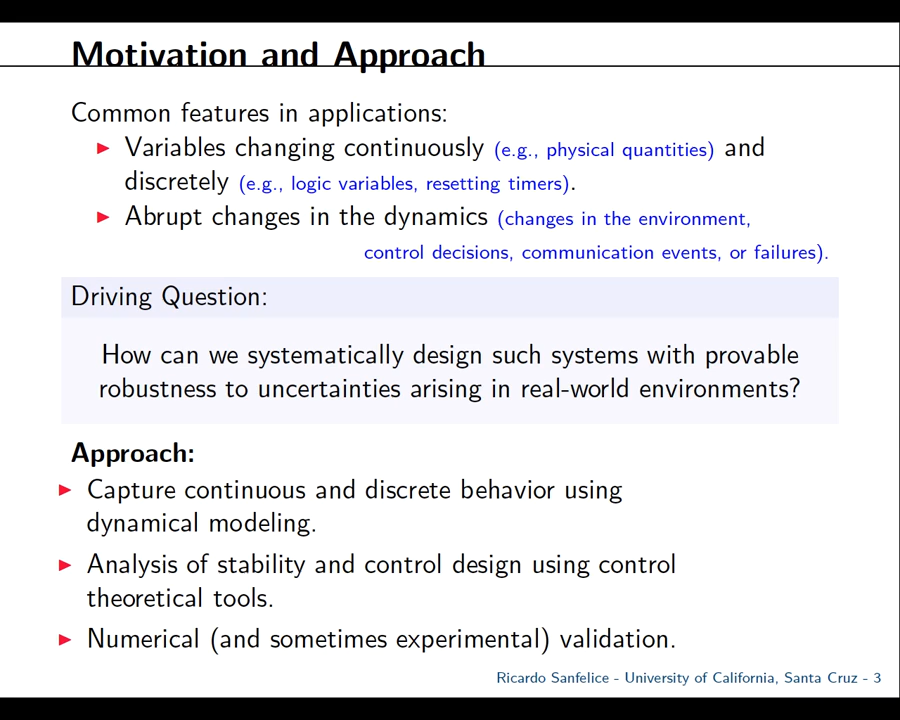 Motivation and Approach
Common features in applications:
Variables changing continuously (e.g., physical quantities) and
discretely (e.g., logic variables, resetting timers).
Abrupt changes in the dynamics (changes in the environment,
control decisions, communication events, or failures).
Driving Question:
How can we systematically design such systems with provable
robustness to uncertainties arising in real-world environments?
Approach:
Capture continuous and discrete behavior using
dynamical modeling.
Analysis of stability and control design using control
theoretical tools.
Numerical (and sometimes experimental) validation.
Ricardo Sanfelice - University of California, Santa Cruz - 3